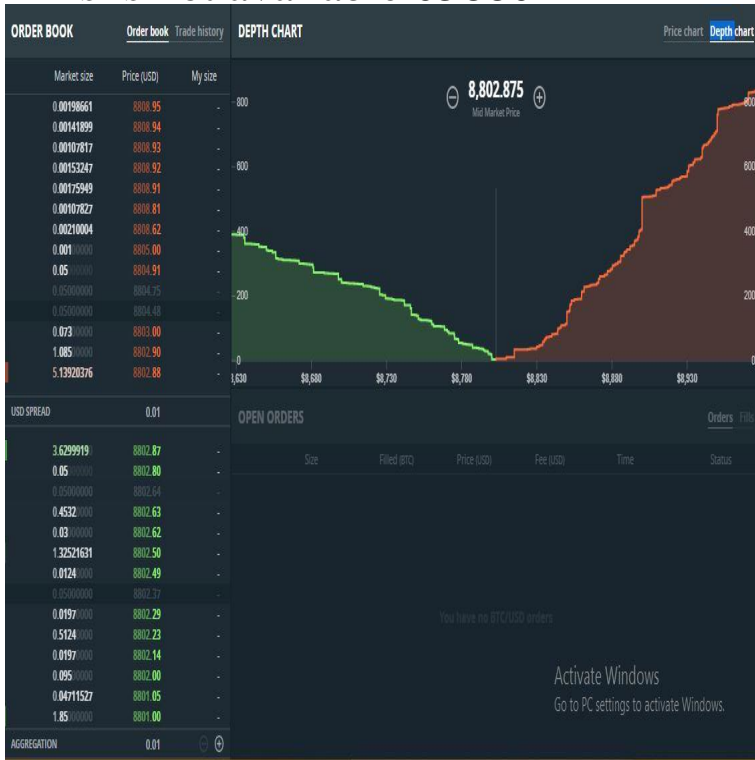 ORDER BOOK Order book Trade history
Market size Price (USD) My size
0.00198661 8808.95 -
0.00141899 8808.94 -
0.00107817 8808.93 -
0.00153247 8808.92 -
0.00175949 8808.91 -
0.00107827 8808.81 -
0.00210004 8808.62 -
0.00100000 8805.00 -
0.05000000 8804.91 -
0.05000000 8804.75 -
0.05000000 8804.48 -
0.07300000 8803.00 -
1.08500000 8802.90 -
5.13920376 8802.88 -
USD SPREAD 0.01
3.62999190 8802.87 -
0.05000000 8802.80 -
0.05000000 8802.64 -
0.45320000 8802.63 -
0.03000000 8802.62 -
1.32521631 8802.50 -
0.01240000 8802.49 -
0.05000000 8802.37 -
0.01970000 8802.29 -
0.51240000 8802.23 -
0.01970000 8802.14 -
0.09500000 8802.00 -
0.04711527 8801.05 -
1.85000000 8801.00 -
AGGREGATION 0.01
DEPTH CHART Price chart Depth chart
8,802.875
Mid Market Price
800 800
600 600
400 400
200 200
0 0
$8,680 $8,730 $8,780 $8,830 $8,880 $8,930
OPEN ORDERS Orders Fills
Size Filled (BTC) Price (USD) Fee (USD) Time Status
You have no BTC/USD orders
Activate Windows
Go to PC settings to activate Windows.